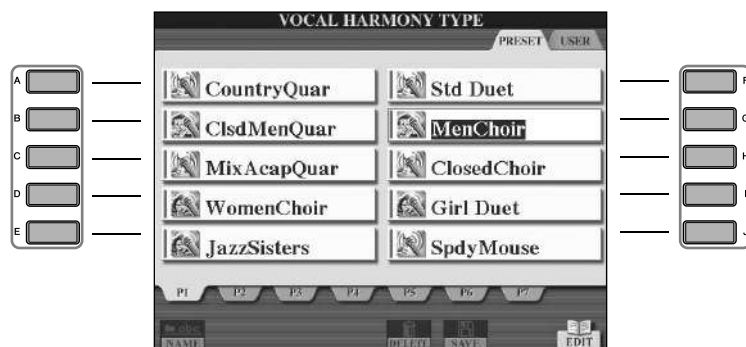 VOCAL HARMONY TYPE
PRESET USER
A CountryQuar Std Duet F
B ClsdMenQuar MenChoir G
C MixAcapQuar ClosedChoir H
D WomenChoir Girl Duet I
E JazzSisters SpdyMouse J
P1 P2 P3 P4 P5 P6 P7
abc
NAME DELETE SAVE EDIT